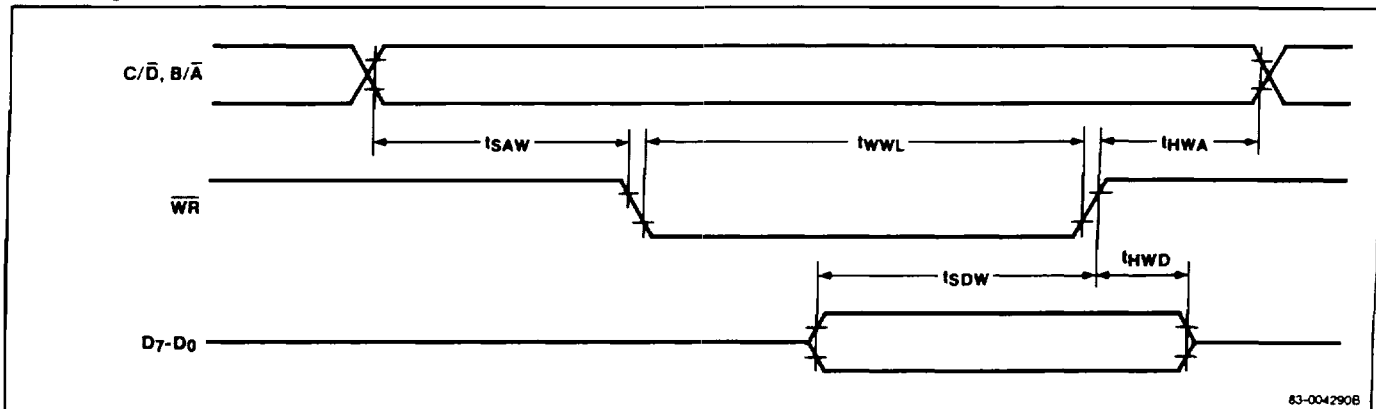 C/D̅, B/A̅
tSAW
tWWL
tHWA
W̅R̅
tSDW
tHWD
D7-D0
83-004290B